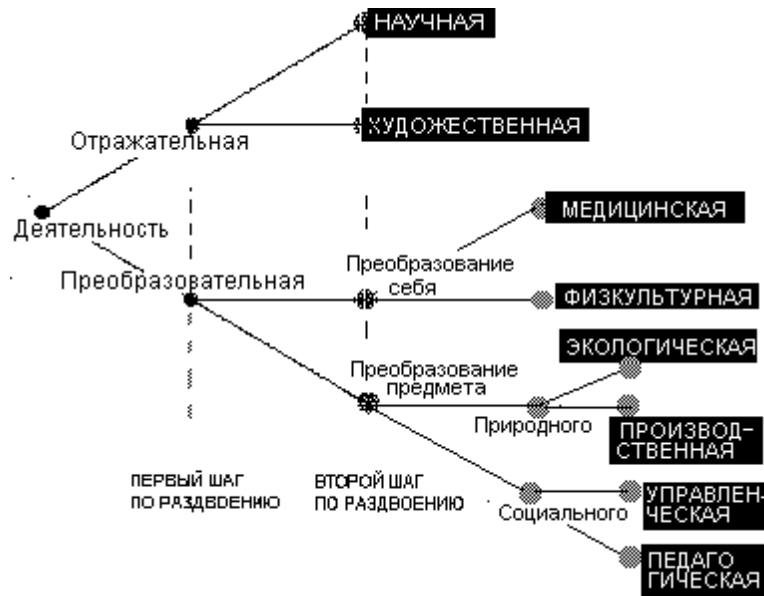 НАУЧНАЯ
ХУДОЖЕСТВЕННАЯ
Отражательная
МЕДИЦИНСКАЯ
Деятельность
Преобразование
себя
Преобразовательная
ФИЗКУЛЬТУРНАЯ
ЭКОЛОГИЧЕСКАЯ
Преобразование
предмета
Природного
ПРОИЗВОД-
СТВЕННАЯ
ПЕРВЫЙ ШАГ
ПО РАЗДВОЕНИЮ
ВТОРОЙ ШАГ
ПО РАЗДВОЕНИЮ
УПРАВЛЕН-
ЧЕСКАЯ
Социального
ПЕДАГО
ГИЧЕСКАЯ